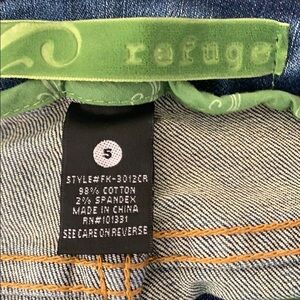 refuge
5
STYLE#FK-3012CR
98% COTTON
2% SPANDEX
MADE IN CHINA
RN#101331
SEE CARE ON REVERSE